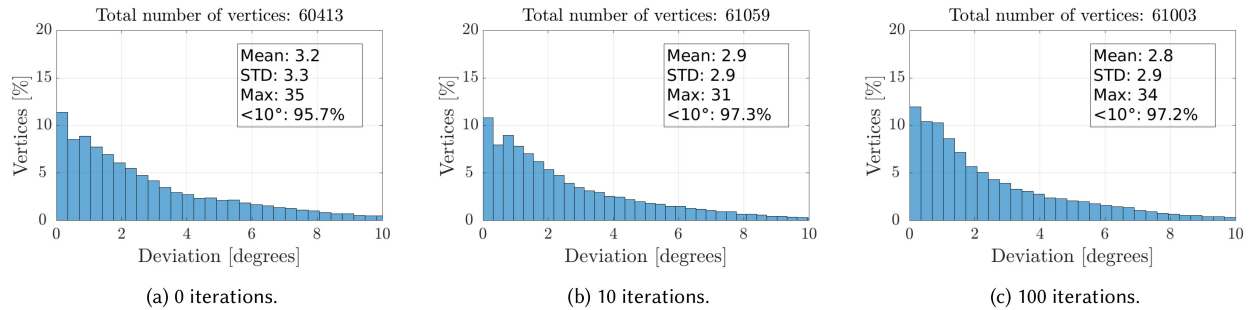 Total number of vertices: 60413
20
15
10
5
0
Vertices [%]
Mean: 3.2
STD: 3.3
Max: 35
<10°: 95.7%
0 2 4 6 8 10
Deviation [degrees]
(a) 0 iterations.
Total number of vertices: 61059
20
15
10
5
0
Vertices [%]
Mean: 2.9
STD: 2.9
Max: 31
<10°: 97.3%
0 2 4 6 8 10
Deviation [degrees]
(b) 10 iterations.
Total number of vertices: 61003
20
15
10
5
0
Vertices [%]
Mean: 2.8
STD: 2.9
Max: 34
<10°: 97.2%
0 2 4 6 8 10
Deviation [degrees]
(c) 100 iterations.